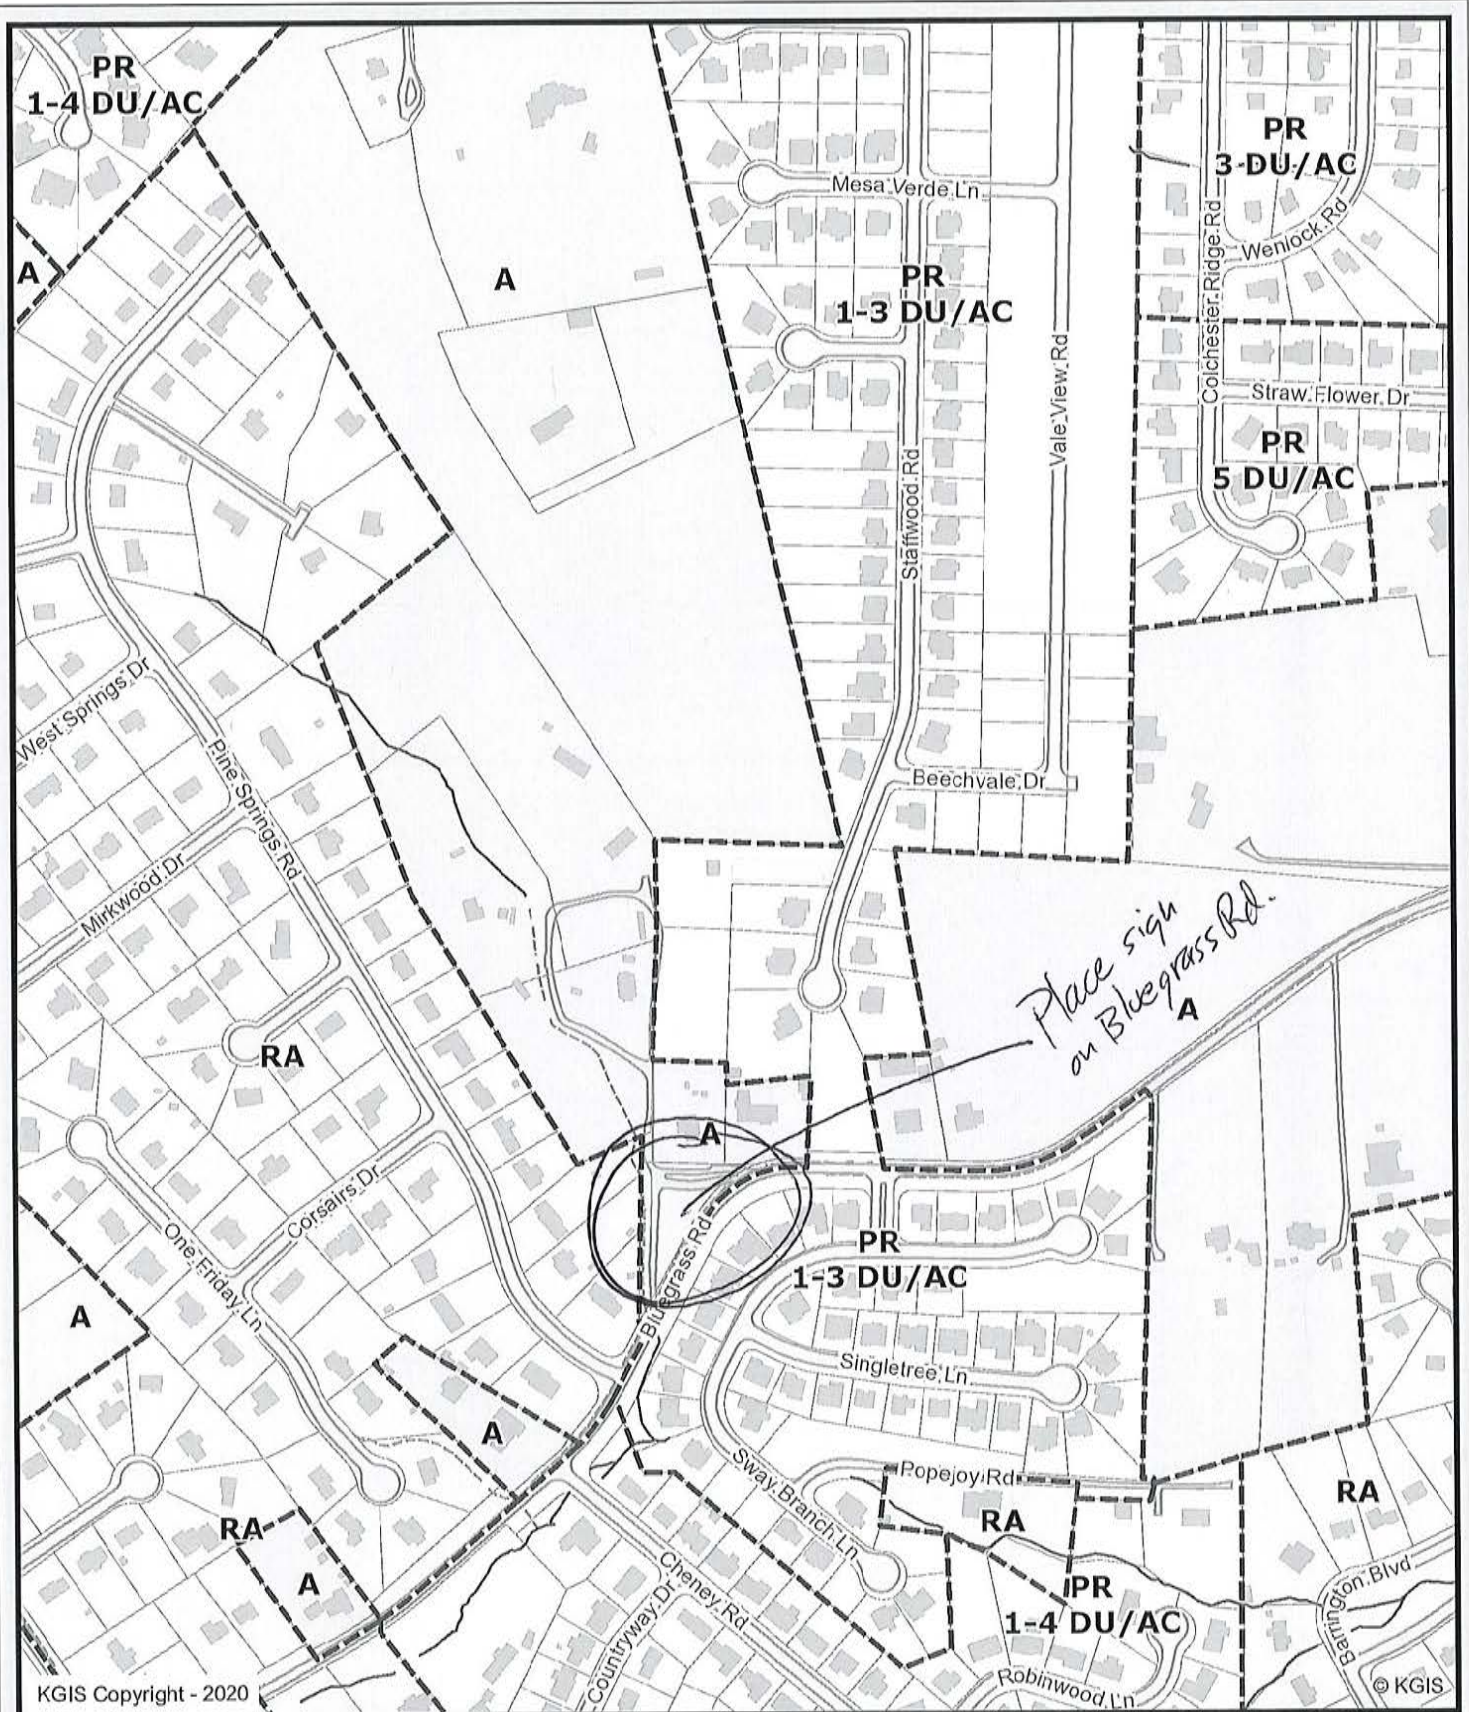 PR
1-4 DU/AC
PR
3 DU/AC
Mesa Verde Ln
Colchester Ridge Rd
Wenlock Rd
A
A
PR
1-3 DU/AC
Vale View Rd
Straw Flower Dr
PR
5 DU/AC
Staffwood Rd
West Springs Dr
Pine Springs Rd
Beechvale Dr
Mirkwood Dr
Place sign
on Bluegrass Rd.
A
RA
A
One Friday Ln
Corsairs Dr
Bluegrass Rd
PR
1-3 DU/AC
A
Singletree Ln
A
Sway Branch Ln
Popejoy Rd
RA
RA
RA
A
Cheney Rd
Countryway Dr
PR
1-4 DU/AC
Barrington Blvd
Robinwood Ln
KGIS Copyright - 2020
© KGIS